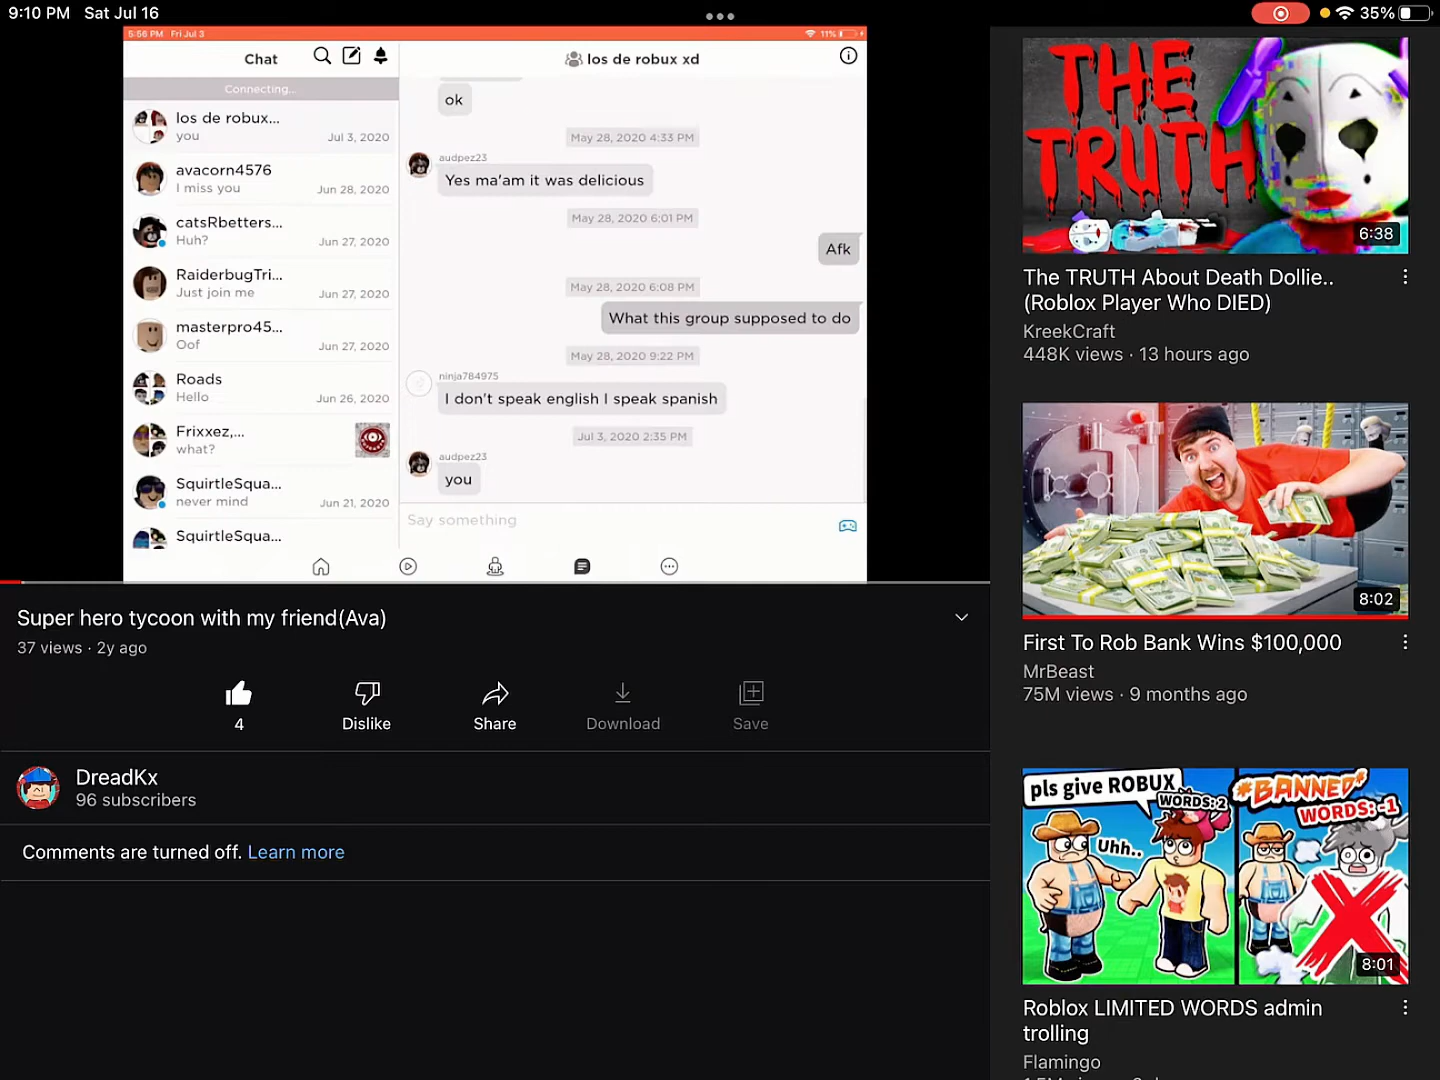 9:10 PM Sat Jul 16
35%
5:56 PM Fri Jul 3
11%
Chat
Connecting...
los de robux...
you
Jul 3, 2020
avacorn4576
I miss you
Jun 28, 2020
catsRbetters...
Huh?
Jun 27, 2020
RaiderbugTri...
Just join me
Jun 27, 2020
masterpro45...
Oof
Jun 27, 2020
Roads
Hello
Jun 26, 2020
Frixxez,...
what?
SquirtleSqua...
never mind
Jun 21, 2020
SquirtleSqua...
los de robux xd
ok
May 28, 2020 4:33 PM
audpez23
Yes ma'am it was delicious
May 28, 2020 6:01 PM
Afk
May 28, 2020 6:08 PM
What this group supposed to do
May 28, 2020 9:22 PM
ninja784975
I don't speak english I speak spanish
Jul 3, 2020 2:35 PM
audpez23
you
Say something
Super hero tycoon with my friend(Ava)
37 views · 2y ago
4
Dislike
Share
Download
Save
DreadKx
96 subscribers
Comments are turned off. Learn more
THE
TRUTH
6:38
The TRUTH About Death Dollie..
(Roblox Player Who DIED)
KreekCraft
448K views · 13 hours ago
8:02
First To Rob Bank Wins $100,000
MrBeast
75M views · 9 months ago
pls give ROBUX
WORDS:2
Uhh..
*BANNED*
WORDS:-1
8:01
Roblox LIMITED WORDS admin
trolling
Flamingo